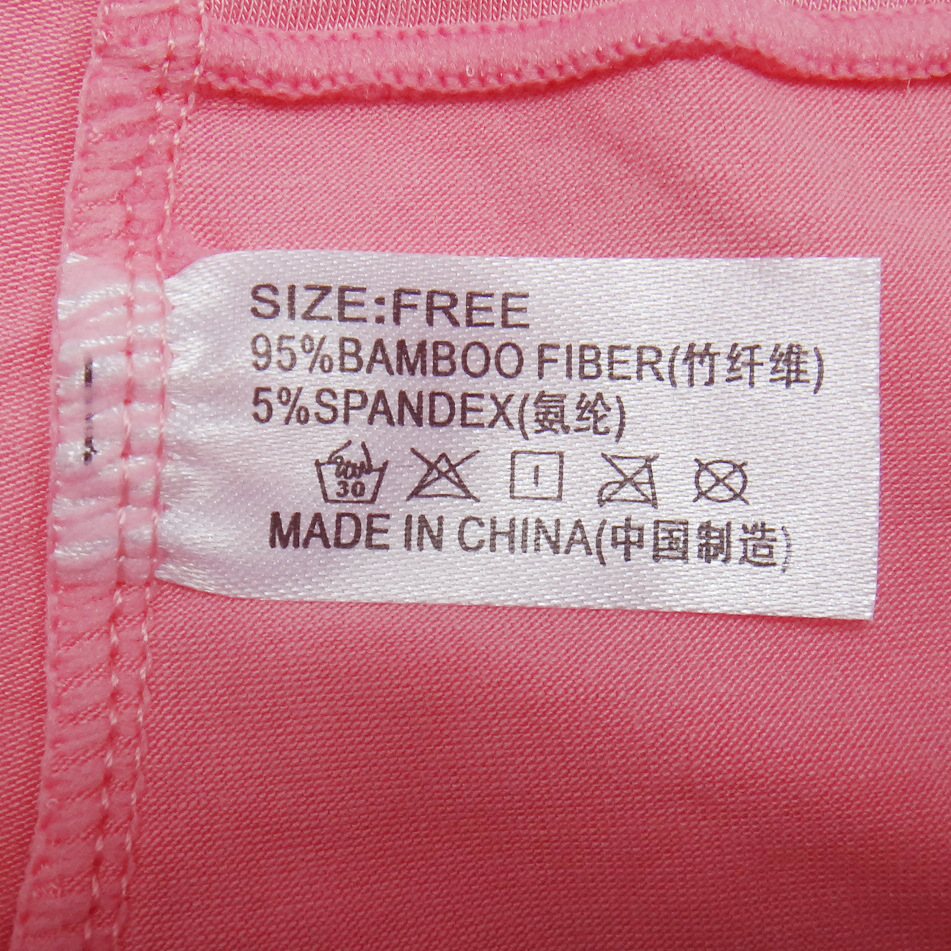 SIZE:FREE
95%BAMBOO FIBER(竹纤维)
5%SPANDEX(氨纶)
30
MADE IN CHINA(中国制造)